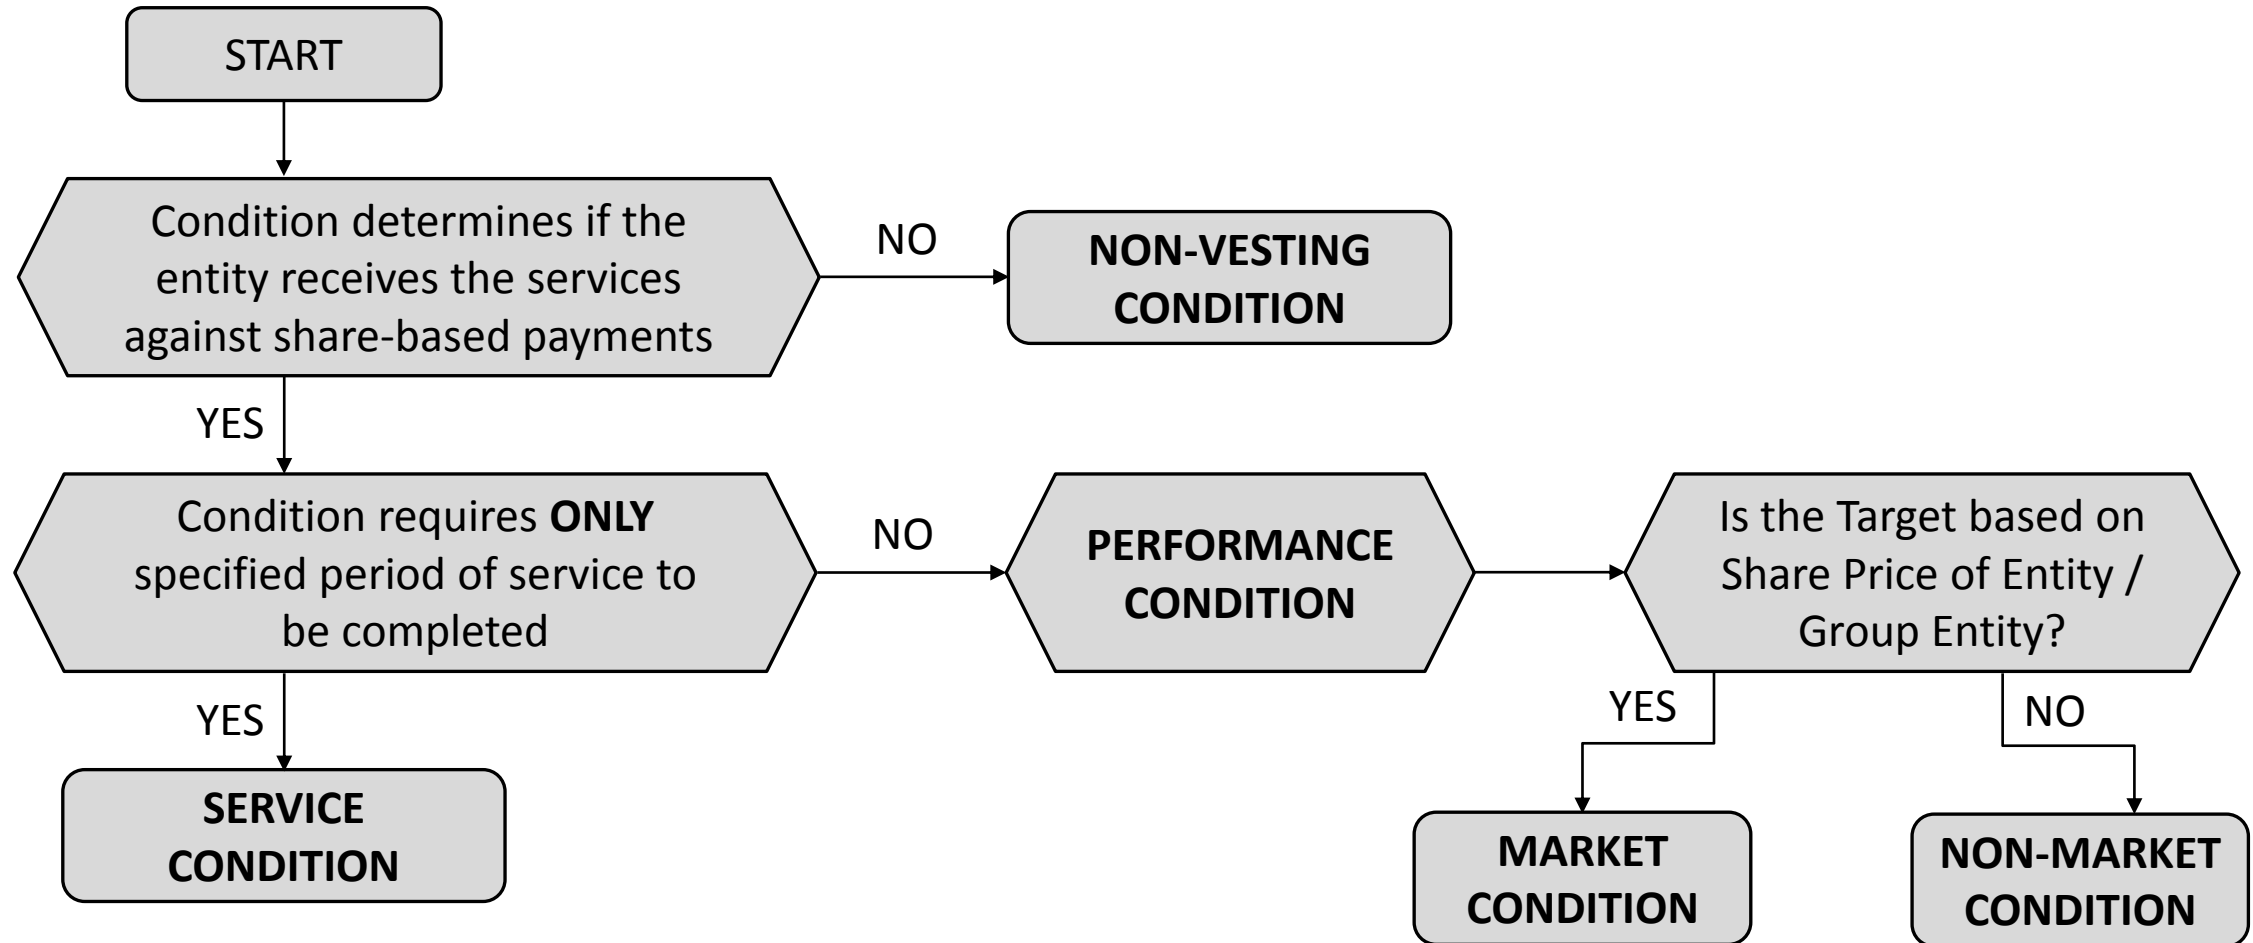 START
Condition determines if the
entity receives the services
against share-based payments
NO
NON-VESTING
CONDITION
YES
Condition requires ONLY
specified period of service to
be completed
NO
PERFORMANCE
CONDITION
Is the Target based on
Share Price of Entity /
Group Entity?
YES
SERVICE
CONDITION
YES
MARKET
CONDITION
NO
NON-MARKET
CONDITION